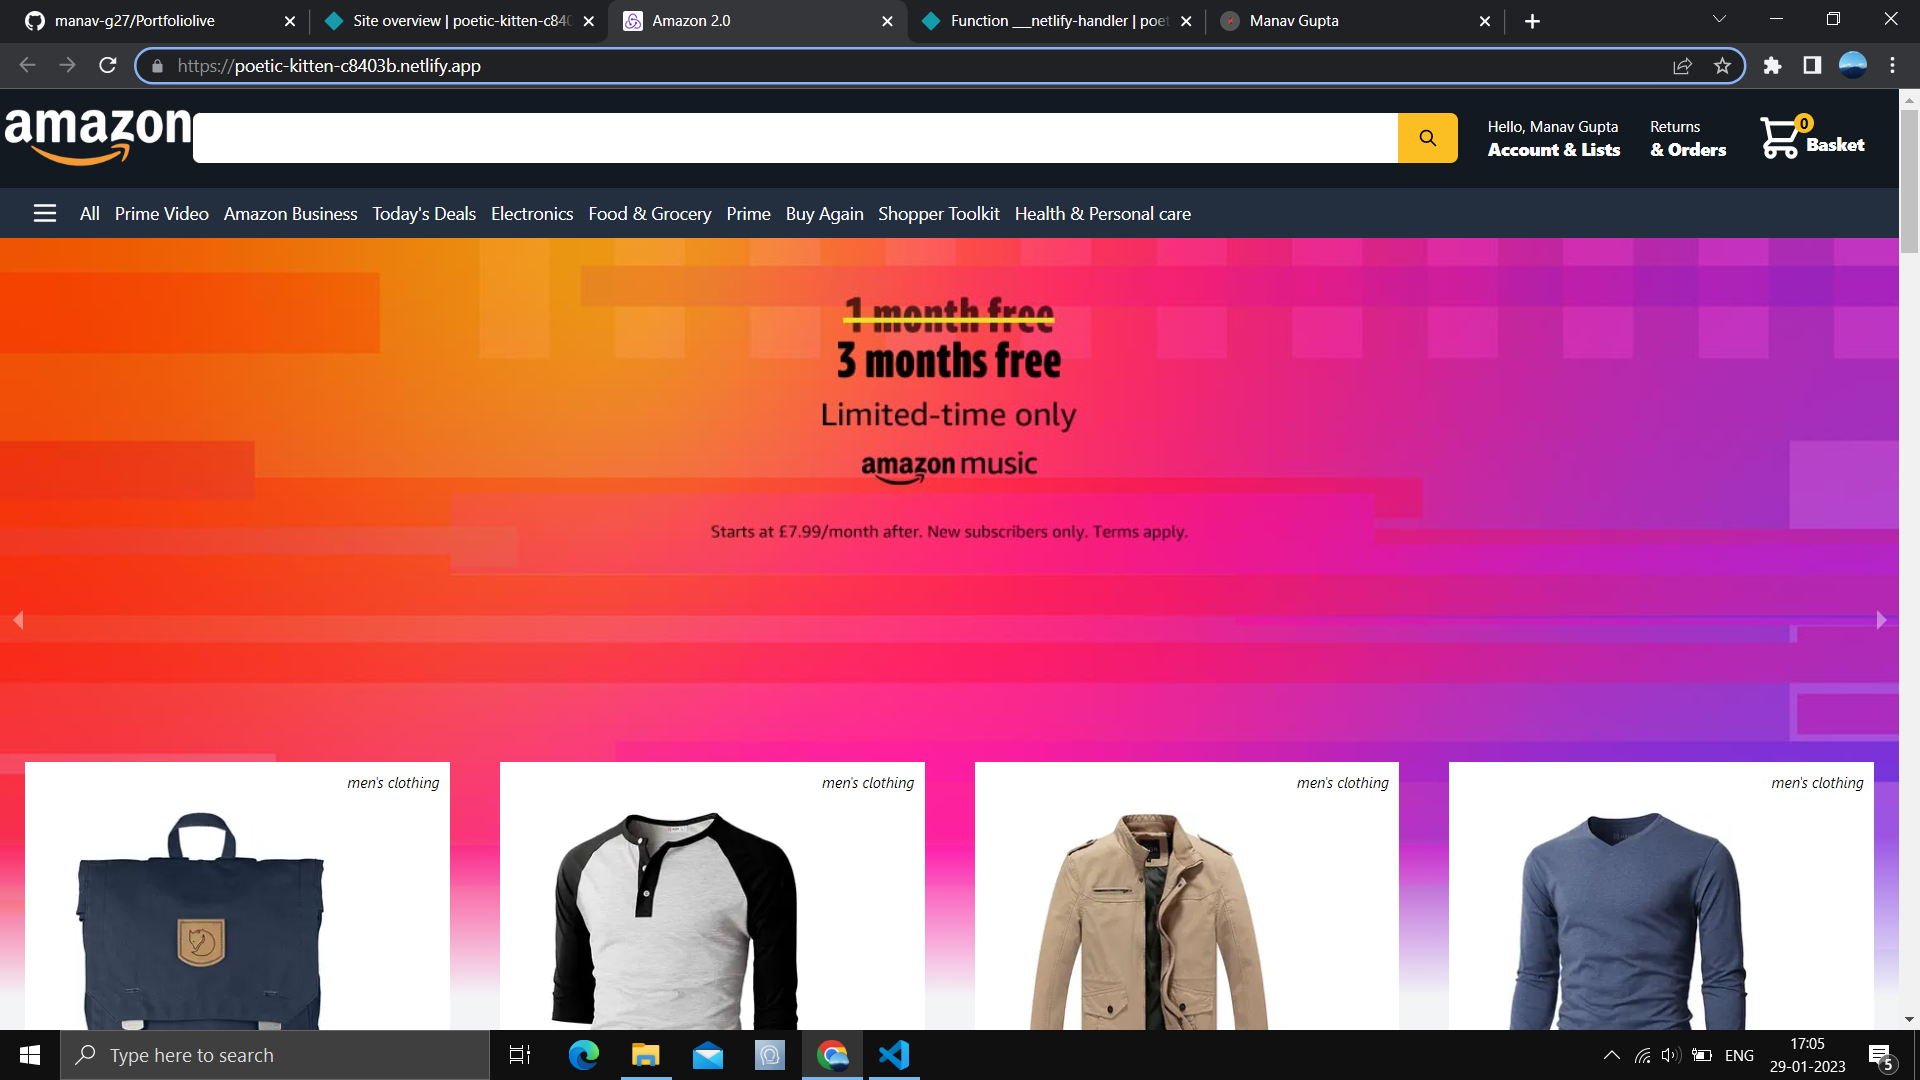 manav-g27/Portfoliolive
Site overview | poetic-kitten-c840
Amazon 2.0
Function ___netlify-handler | poet
Manav Gupta
https://poetic-kitten-c8403b.netlify.app
amazon
Hello, Manav Gupta
Account & Lists
Returns
& Orders
0
Basket
All Prime Video Amazon Business Today's Deals Electronics Food & Grocery Prime Buy Again Shopper Toolkit Health & Personal care
1 month free
3 months free
Limited-time only
amazon music
Starts at £7.99/month after. New subscribers only. Terms apply.
men's clothing
men's clothing
men's clothing
men's clothing
Type here to search
ENG
17:05
29-01-2023
5